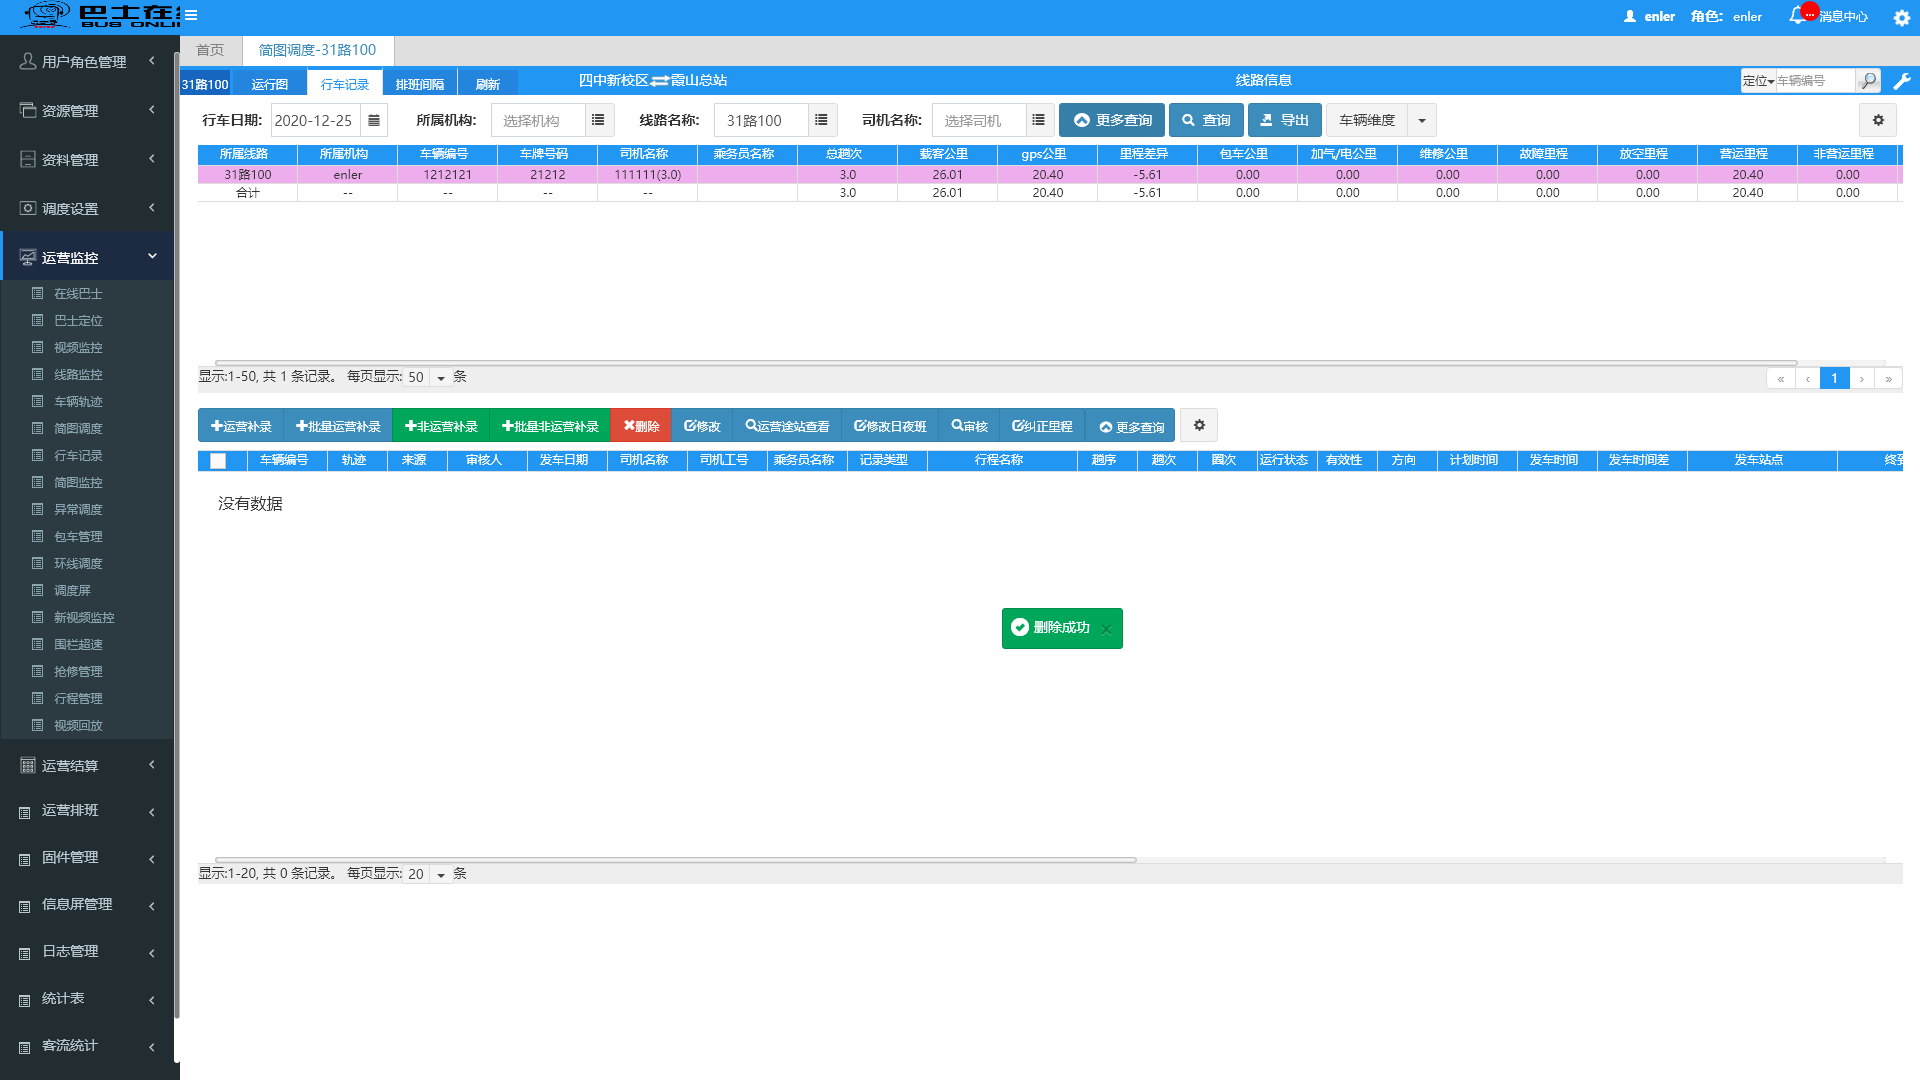 巴士在
BUS ONLI
enler 角色: enler ... 消息中心
用户角色管理
资源管理
资料管理
调度设置
运营监控
在线巴士
巴士定位
视频监控
线路监控
车辆轨迹
简图调度
行车记录
简图监控
异常调度
包车管理
环线调度
调度屏
新视频监控
围栏超速
抢修管理
行程管理
视频回放
运营结算
运营排班
固件管理
信息屏管理
日志管理
统计表
客流统计
首页 简图调度-31路100
31路100 运行图 行车记录 排班间隔 刷新 四中新校区⇌霞山总站 线路信息 定位 车辆编号
行车日期: 2020-12-25 所属机构: 选择机构 线路名称: 31路100 司机名称: 选择司机 更多查询 查询 导出 车辆维度
所属线路 所属机构 车辆编号 车牌号码 司机名称 乘务员名称 总趟次 载客公里 gps公里 里程差异 包车公里 加气/电公里 维修公里 故障里程 放空里程 营运里程 非营运里程
31路100 enler 1212121 21212 111111(3.0) 3.0 26.01 20.40 -5.61 0.00 0.00 0.00 0.00 0.00 20.40 0.00
合计 -- -- -- -- 3.0 26.01 20.40 -5.61 0.00 0.00 0.00 0.00 0.00 20.40 0.00
显示:1-50, 共 1 条记录。 每页显示: 50 条 « ‹ 1 › »
运营补录 批量运营补录 非运营补录 批量非运营补录 删除 修改 运营途站查看 修改日夜班 审核 纠正里程 更多查询
车辆编号 轨迹 来源 审核人 发车日期 司机名称 司机工号 乘务员名称 记录类型 行程名称 趟序 趟次 圈次 运行状态 有效性 方向 计划时间 发车时间 发车时间差 发车站点 终到
没有数据
删除成功 ×
显示:1-20, 共 0 条记录。 每页显示: 20 条